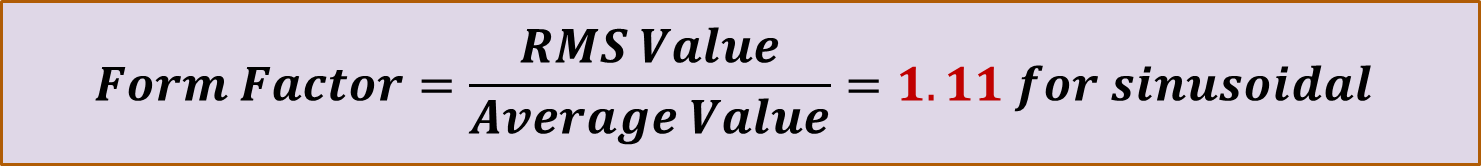 Form Factor = RMS Value / Average Value = 1.11 for sinusoidal